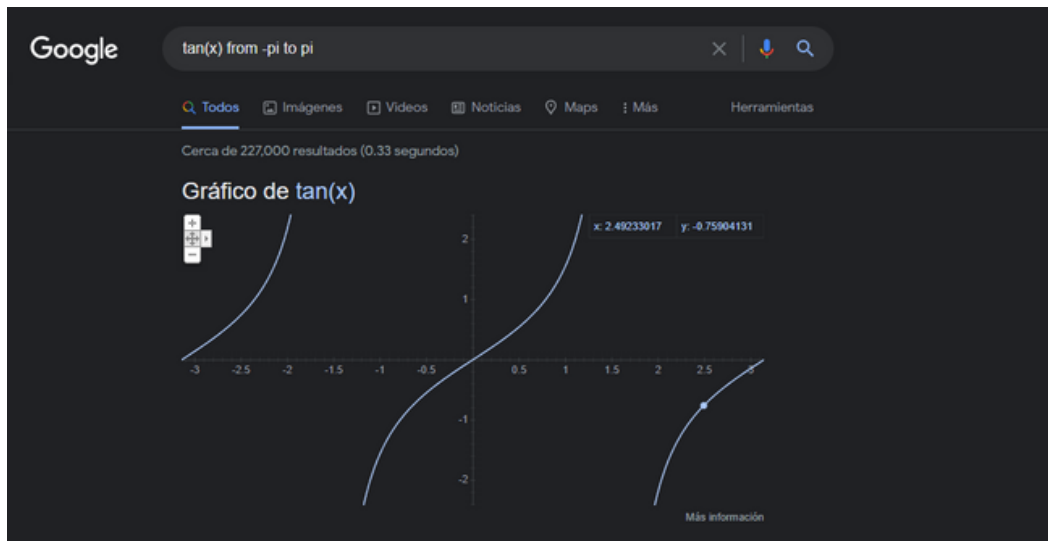 Google
tan(x) from -pi to pi
Todos Imágenes Videos Noticias Maps Más Herramientas
Cerca de 227,000 resultados (0.33 segundos)
Gráfico de tan(x)
x: 2.49233017 y: -0.75904131
2
1
-3 -2.5 -2 -1.5 -1 -0.5 0.5 1 1.5 2 2.5 3
-1
-2
Más información